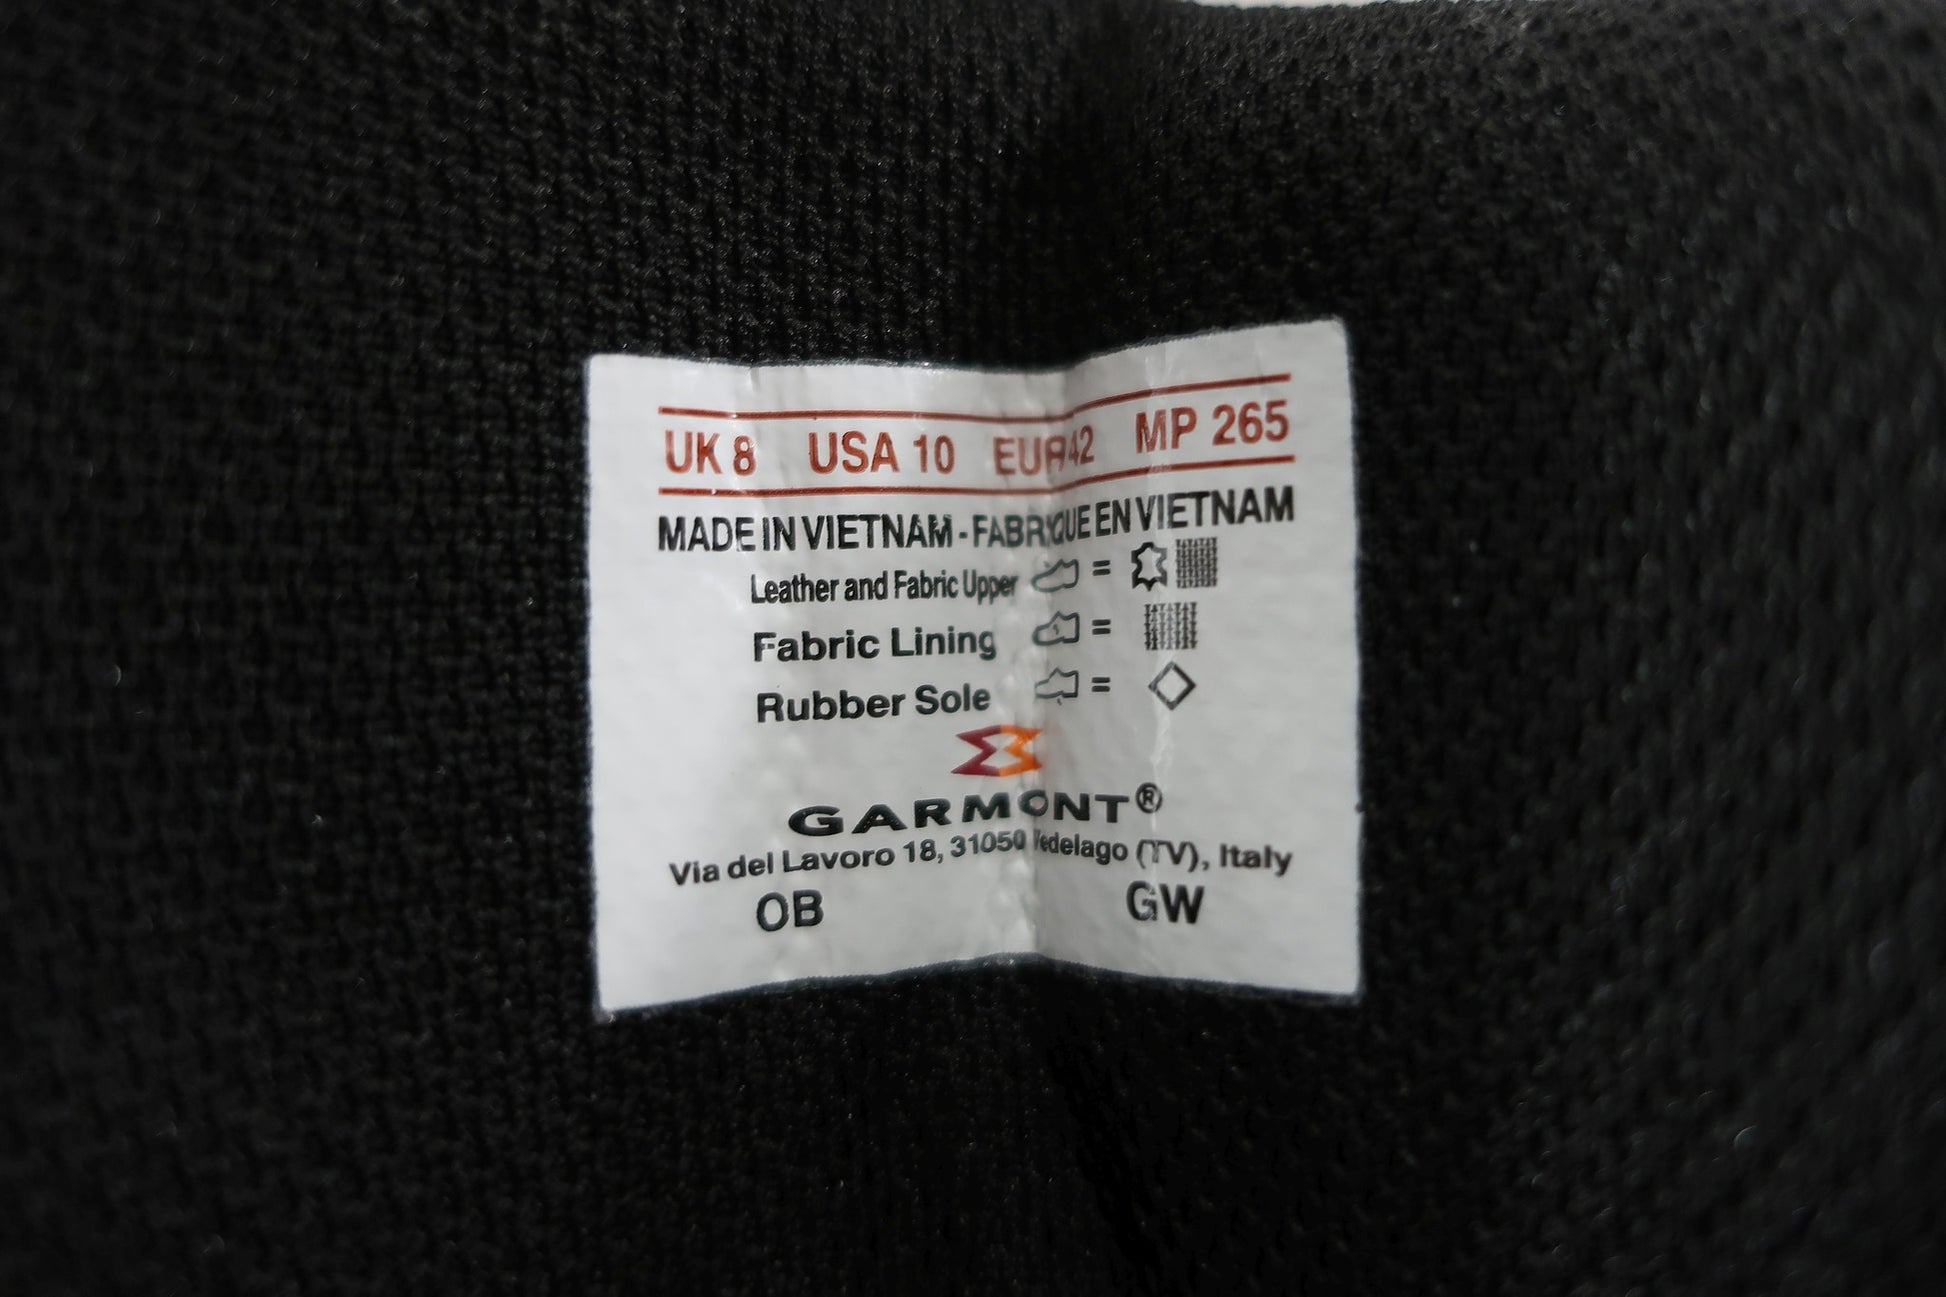 UK 8 USA 10 EUR 42 MP 265
MADE IN VIETNAM - FABRIQUE EN VIETNAM
Leather and Fabric Upper =
Fabric Lining =
Rubber Sole =
GARMONT®
Via del Lavoro 18, 31050 Vedelago (TV), Italy
OB GW